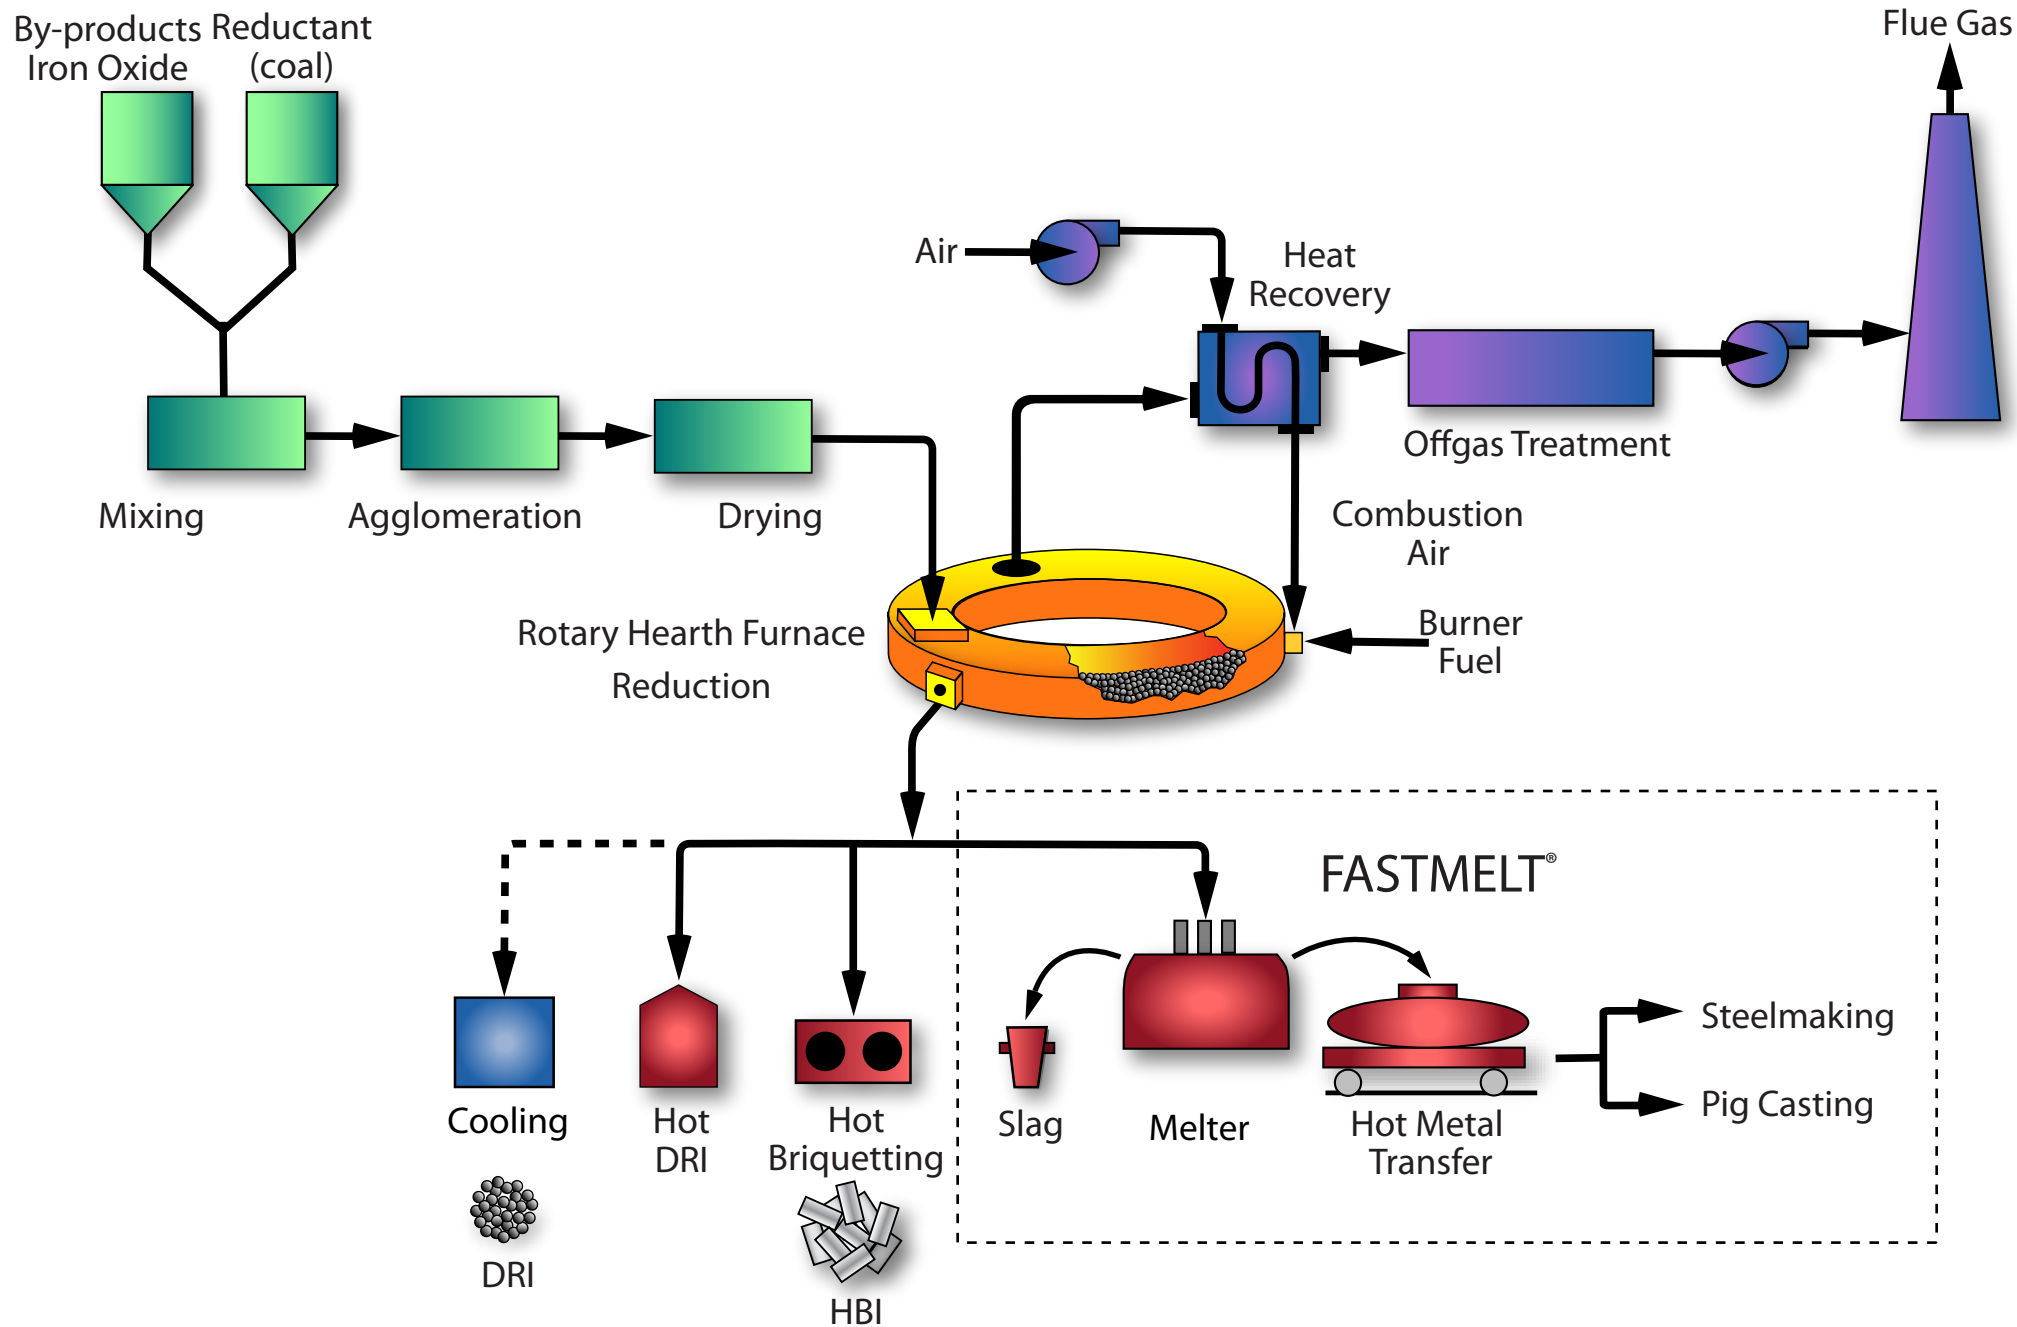 By-products
Iron Oxide
Reductant
(coal)
Flue Gas
Air
Heat
Recovery
Offgas Treatment
Mixing
Agglomeration
Drying
Combustion
Air
Rotary Hearth Furnace
Reduction
Burner
Fuel
FASTMELT®
Steelmaking
Pig Casting
Cooling
Hot
DRI
Hot
Briquetting
Slag
Melter
Hot Metal
Transfer
DRI
HBI